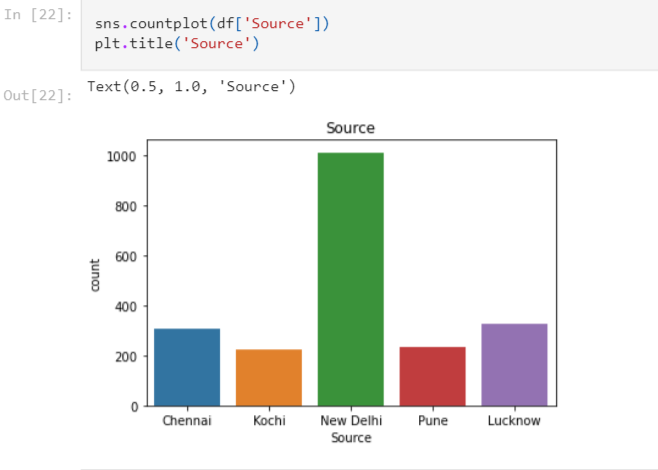 In [22]:
sns.countplot(df['Source'])
plt.title('Source')
Out[22]:
Text(0.5, 1.0, 'Source')
Source
1000
800
600
400
200
0
count
Chennai Kochi New Delhi Pune Lucknow
Source